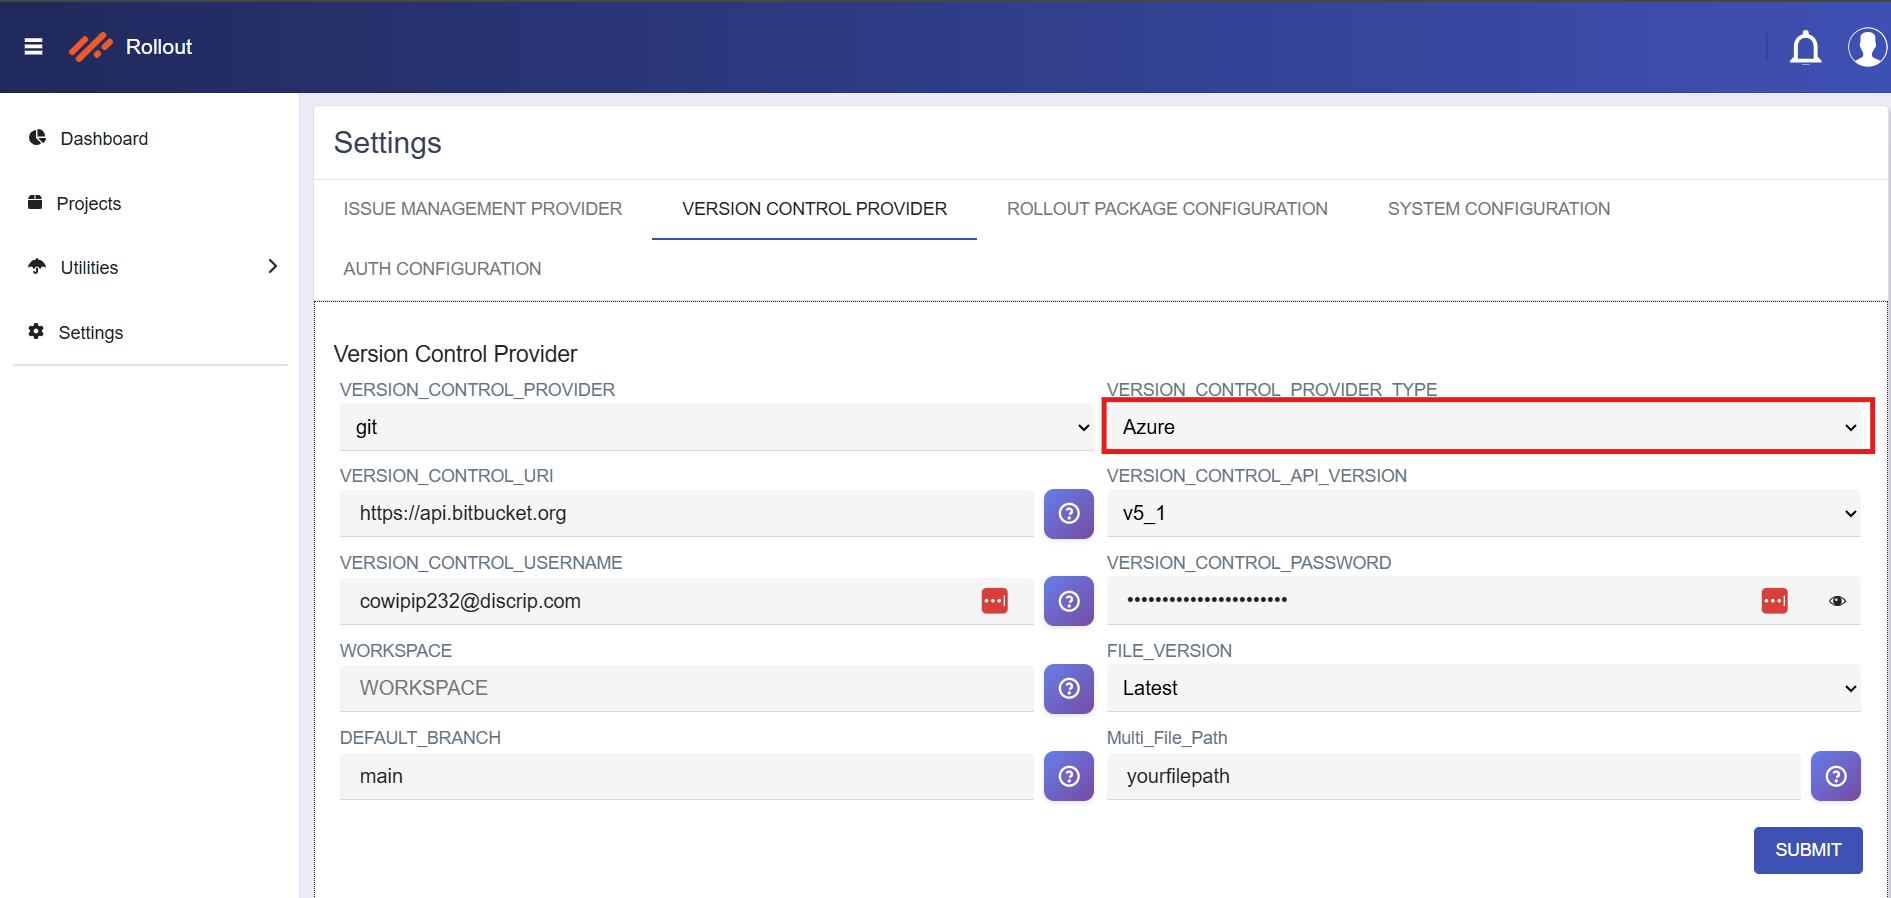 Rollout
Dashboard
Projects
Utilities
Settings
Settings
ISSUE MANAGEMENT PROVIDER VERSION CONTROL PROVIDER ROLLOUT PACKAGE CONFIGURATION SYSTEM CONFIGURATION
AUTH CONFIGURATION
Version Control Provider
VERSION_CONTROL_PROVIDER VERSION_CONTROL_PROVIDER_TYPE
git Azure
VERSION_CONTROL_URI VERSION_CONTROL_API_VERSION
https://api.bitbucket.org v5_1
VERSION_CONTROL_USERNAME VERSION_CONTROL_PASSWORD
cowipip232@discrip.com •••••••••••••••••••••••
WORKSPACE FILE_VERSION
WORKSPACE Latest
DEFAULT_BRANCH Multi_File_Path
main yourfilepath
SUBMIT